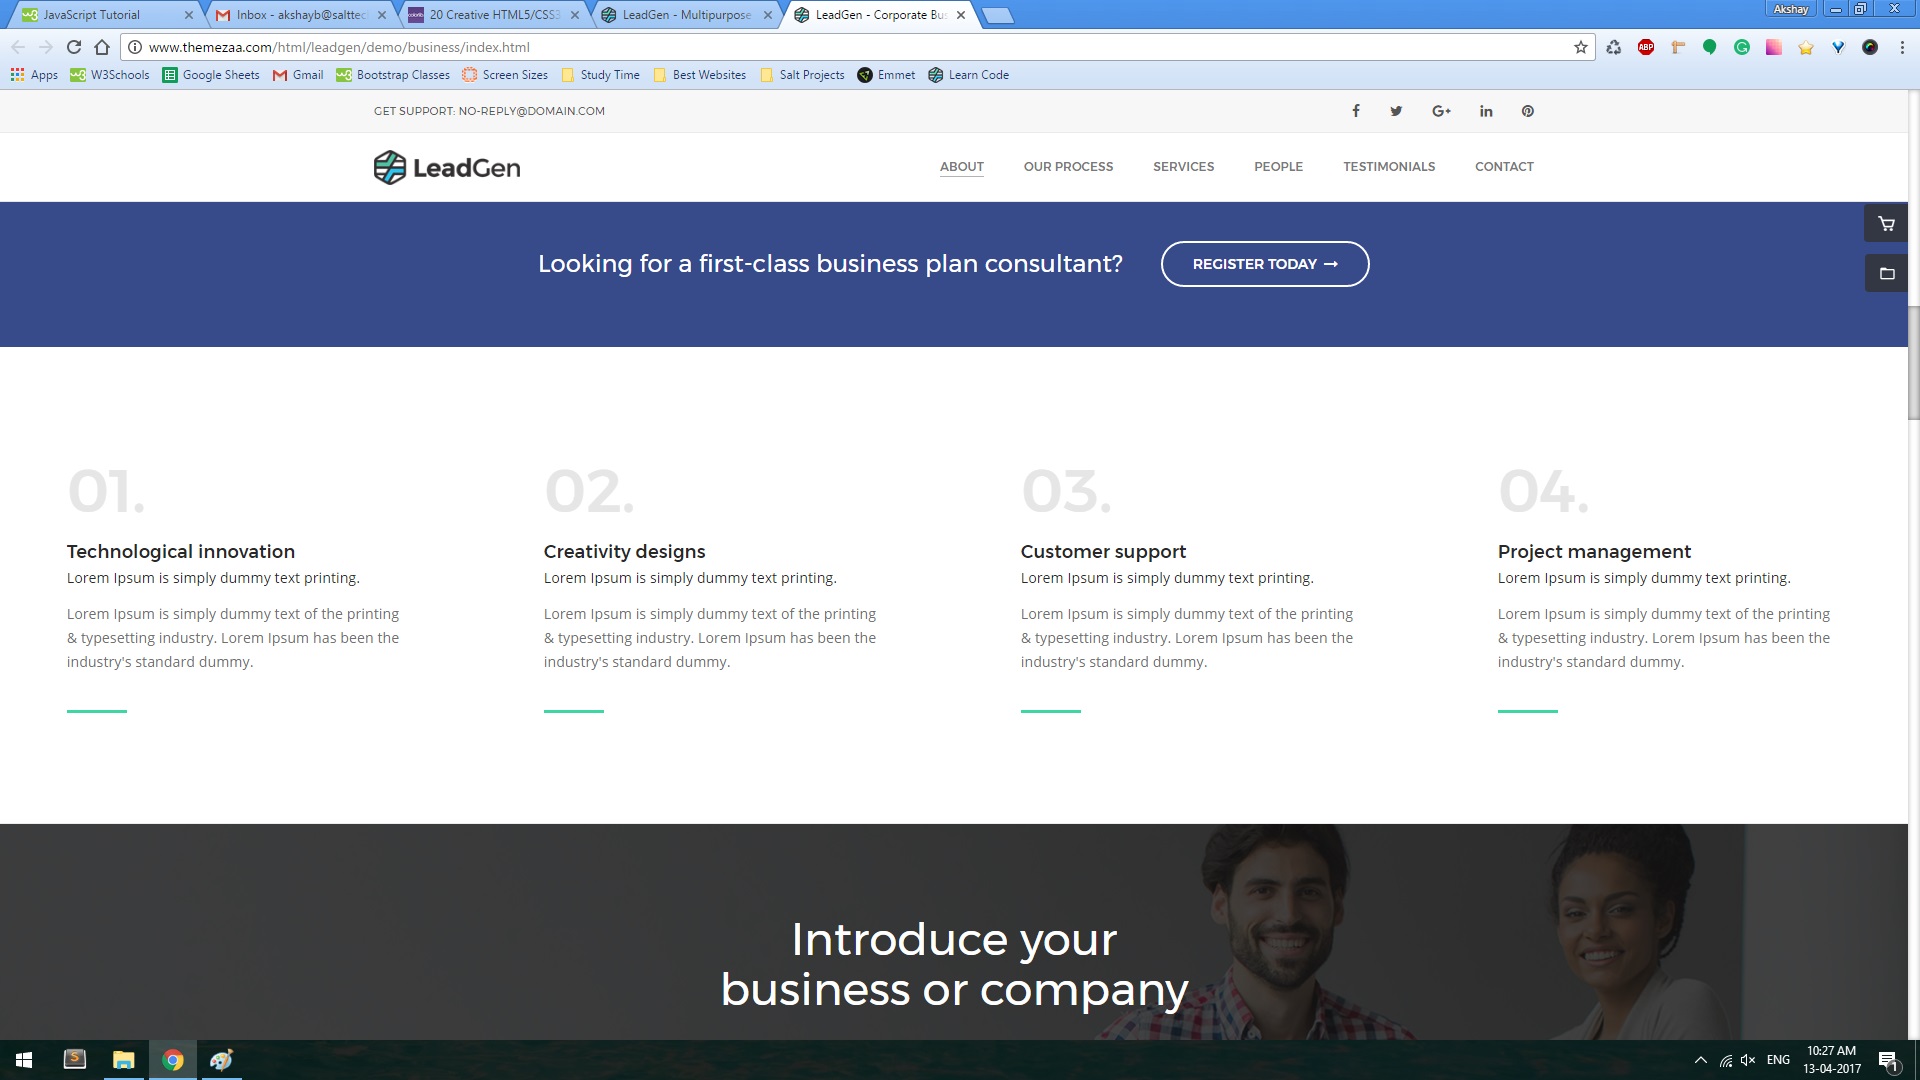 JavaScript Tutorial
Inbox - akshayb@salttec
20 Creative HTML5/CSS3
LeadGen - Multipurpose
LeadGen - Corporate Bus
Akshay
www.themezaa.com/html/leadgen/demo/business/index.html
ABP
Apps W3Schools Google Sheets Gmail Bootstrap Classes Screen Sizes Study Time Best Websites Salt Projects Emmet Learn Code
GET SUPPORT: NO-REPLY@DOMAIN.COM
LeadGen
ABOUT OUR PROCESS SERVICES PEOPLE TESTIMONIALS CONTACT
Looking for a first-class business plan consultant?
REGISTER TODAY →
01.
Technological innovation
Lorem Ipsum is simply dummy text printing.
Lorem Ipsum is simply dummy text of the printing
& typesetting industry. Lorem Ipsum has been the
industry's standard dummy.
02.
Creativity designs
Lorem Ipsum is simply dummy text printing.
Lorem Ipsum is simply dummy text of the printing
& typesetting industry. Lorem Ipsum has been the
industry's standard dummy.
03.
Customer support
Lorem Ipsum is simply dummy text printing.
Lorem Ipsum is simply dummy text of the printing
& typesetting industry. Lorem Ipsum has been the
industry's standard dummy.
04.
Project management
Lorem Ipsum is simply dummy text printing.
Lorem Ipsum is simply dummy text of the printing
& typesetting industry. Lorem Ipsum has been the
industry's standard dummy.
Introduce your
business or company
ENG
10:27 AM
13-04-2017
1